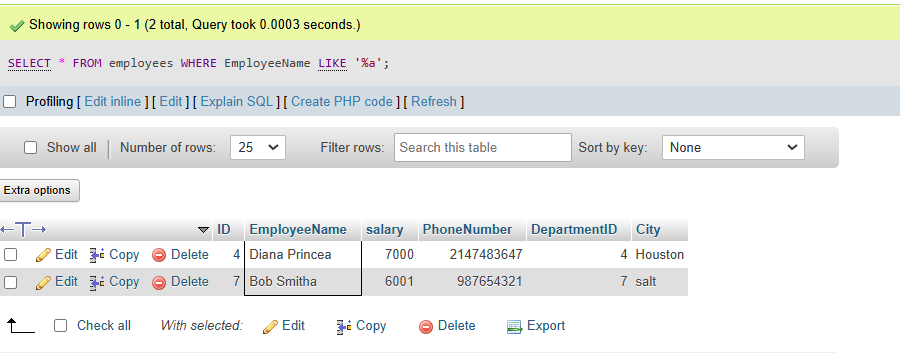 Showing rows 0 - 1 (2 total, Query took 0.0003 seconds.)
SELECT * FROM employees WHERE EmployeeName LIKE '%a';
Profiling [ Edit inline ] [ Edit ] [ Explain SQL ] [ Create PHP code ] [ Refresh ]
Show all Number of rows: 25 Filter rows: Search this table Sort by key: None
Extra options
ID EmployeeName salary PhoneNumber DepartmentID City
Edit Copy Delete 4 Diana Princea 7000 2147483647 4 Houston
Edit Copy Delete 7 Bob Smitha 6001 987654321 7 salt
Check all With selected: Edit Copy Delete Export